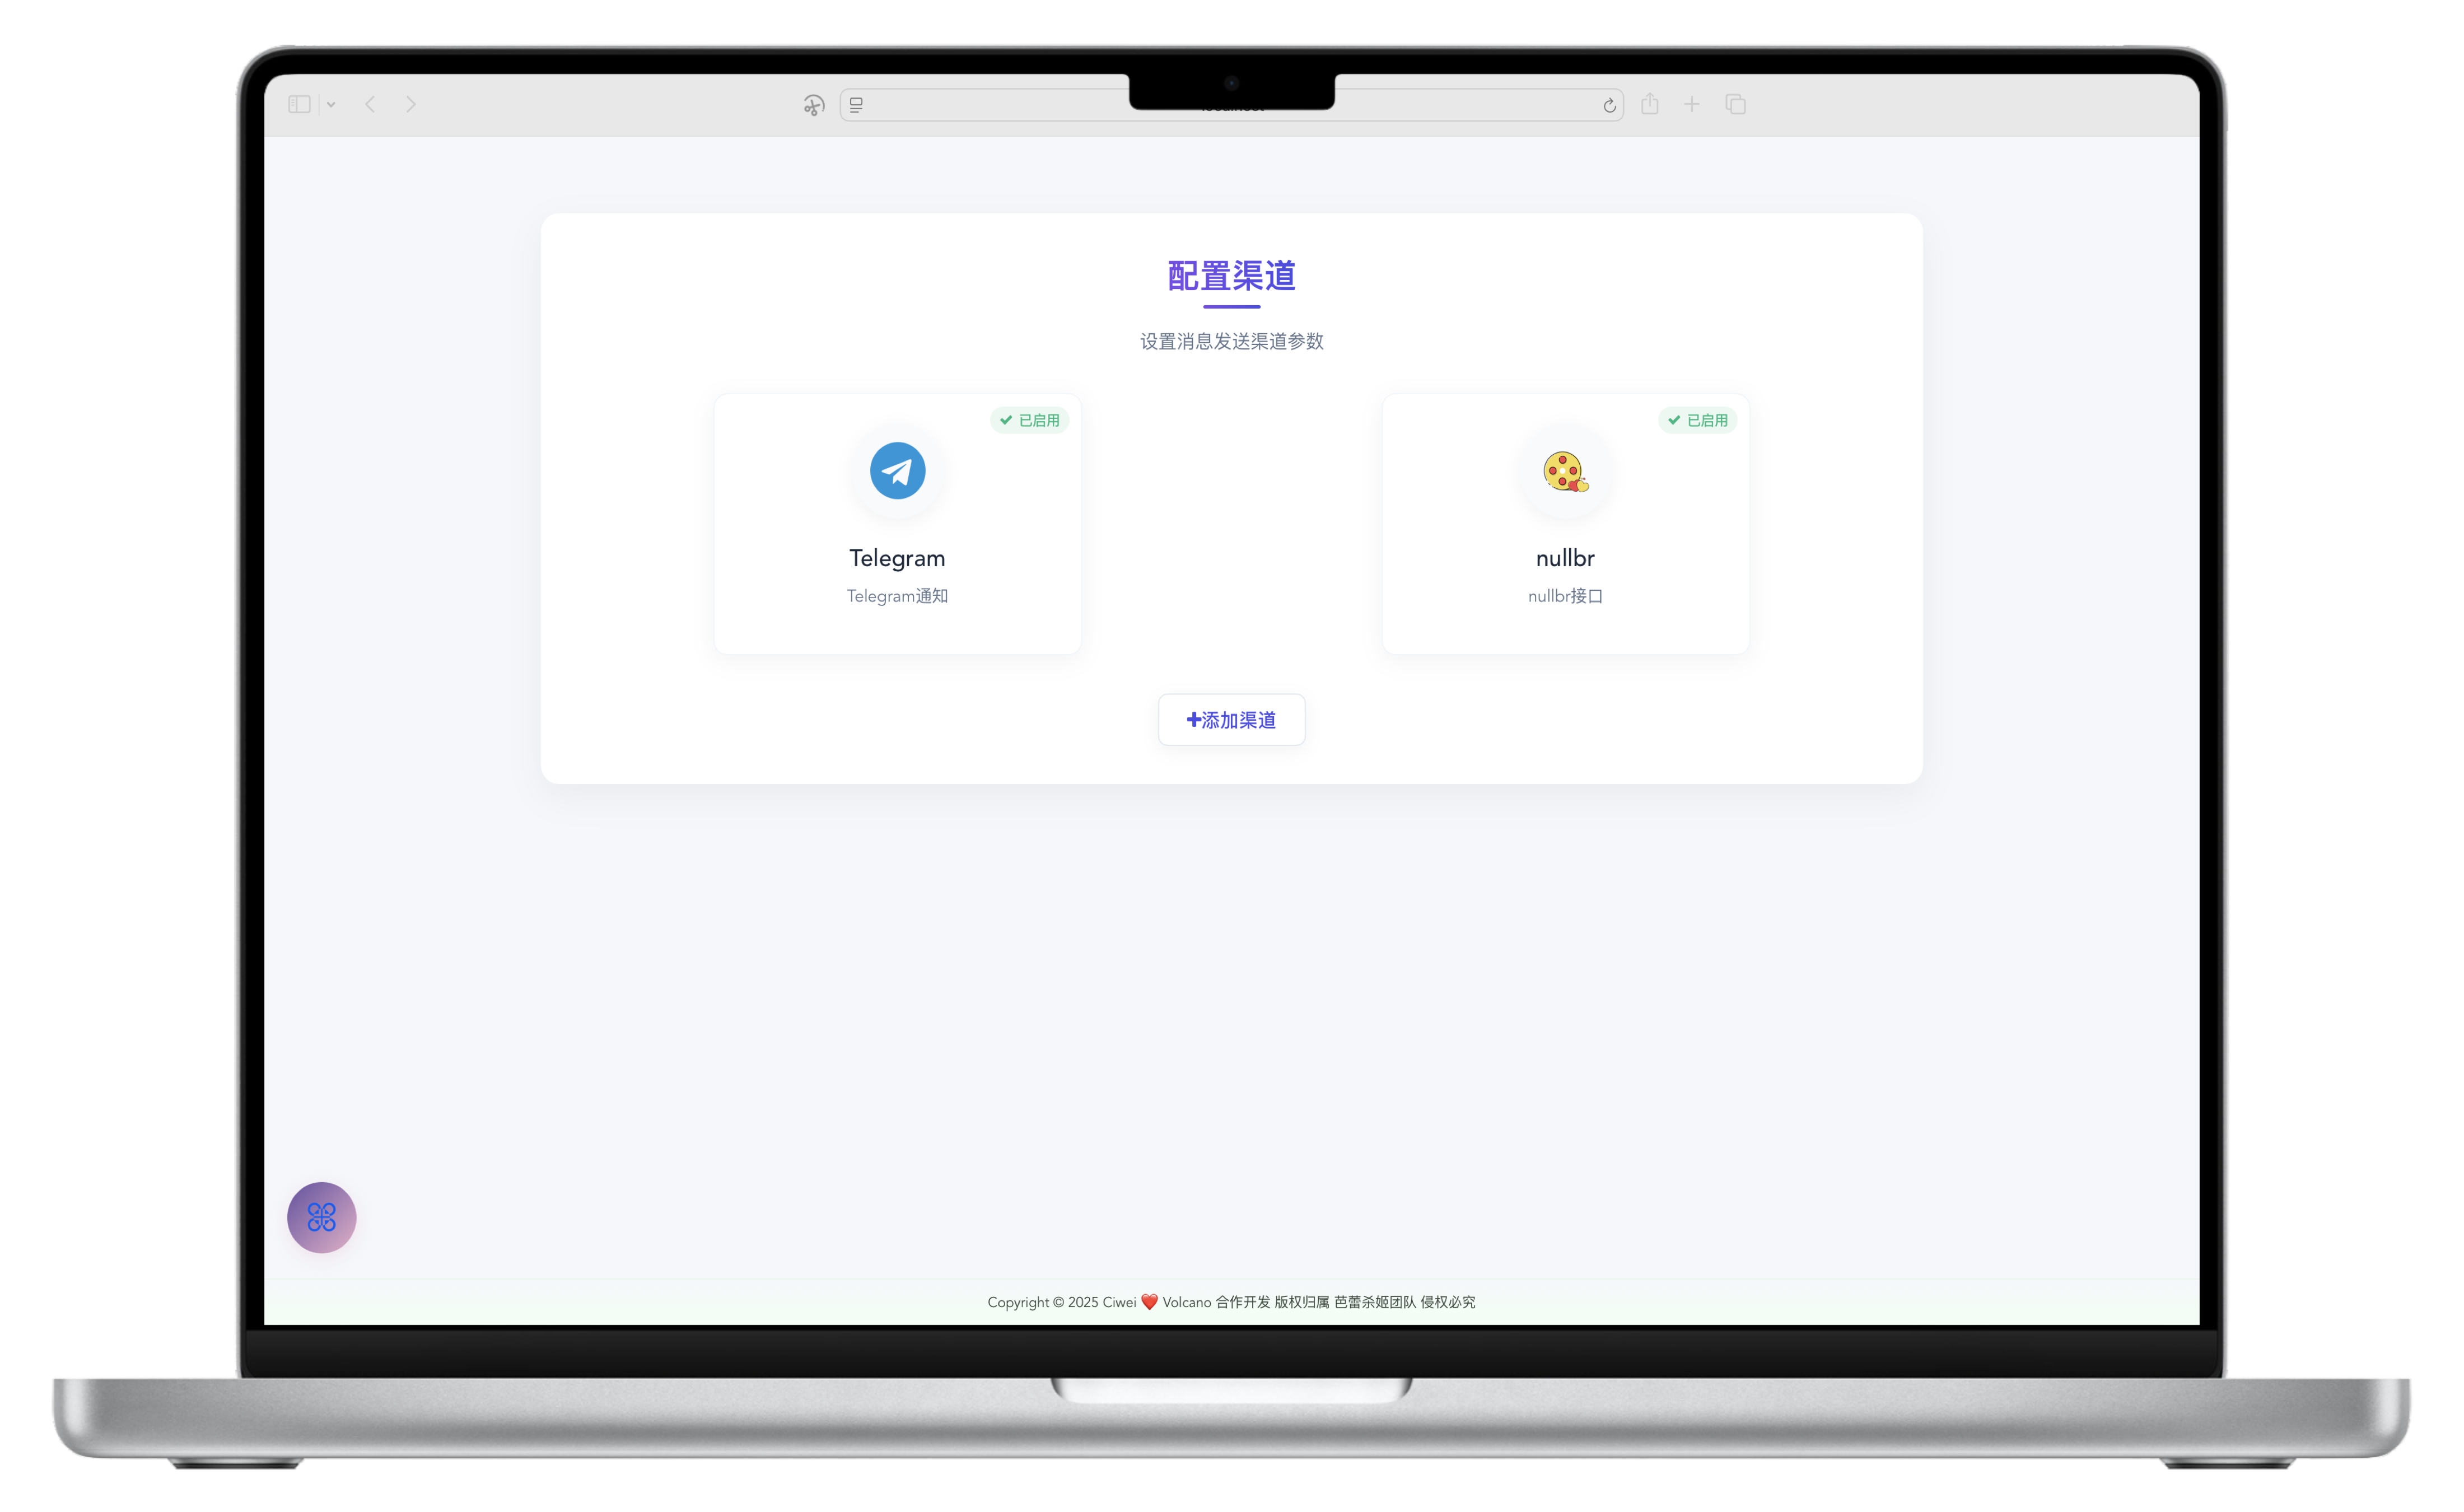 配置渠道
设置消息发送渠道参数
已启用
Telegram
Telegram通知
已启用
nullbr
nullbr接口
添加渠道
Copyright © 2025 Ciwei ❤️ Volcano 合作开发 版权归属 芭蕾杀姬团队 侵权必究